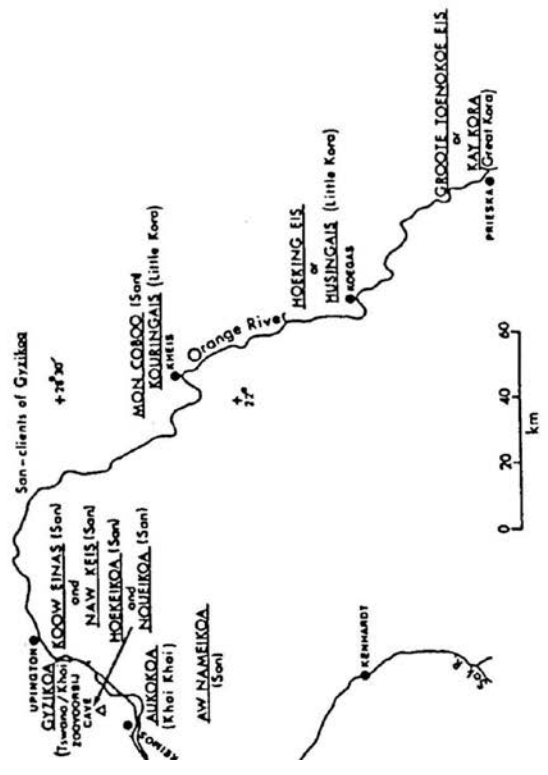 San-clients of Gyzikoa
+28°30'
UPINGTON
GYZIKOA
(Tswana/Khoi)
ZOOVOORBIJ
CAVE
KOOW EINAS (San)
and
NAW KEIS (San)
HOEKEIKOA (San)
and
NOUEIKOA (San)
KEIMOS
AUKOKOA
(Khoi Khoi)
AW NAMEIKOA
(San)
KENHARDT
MON COBOO (San)
KOURINGAIS (Little Kora)
KHEIS
Orange River
+
22°
HOEKING EIS
or
HUSINGAIS (Little Kora)
KOEGAS
GROOTE TOENOKOE EIS
or
KAY KORA
(Great Kora)
PRIESKA
0 20 40 60
km